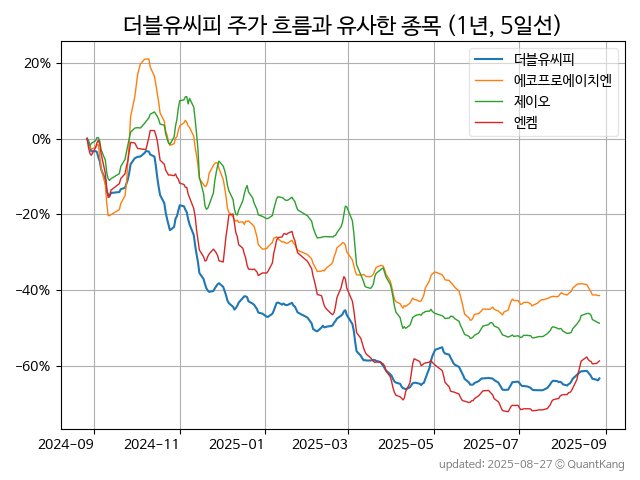 더블유씨피 주가 흐름과 유사한 종목 (1년, 5일선)
더블유씨피
에코프로에이치엔
제이오
엔켐
20%
0%
−20%
−40%
−60%
2024-09
2024-11
2025-01
2025-03
2025-05
2025-07
2025-09
updated: 2025-08-27 © QuantKang